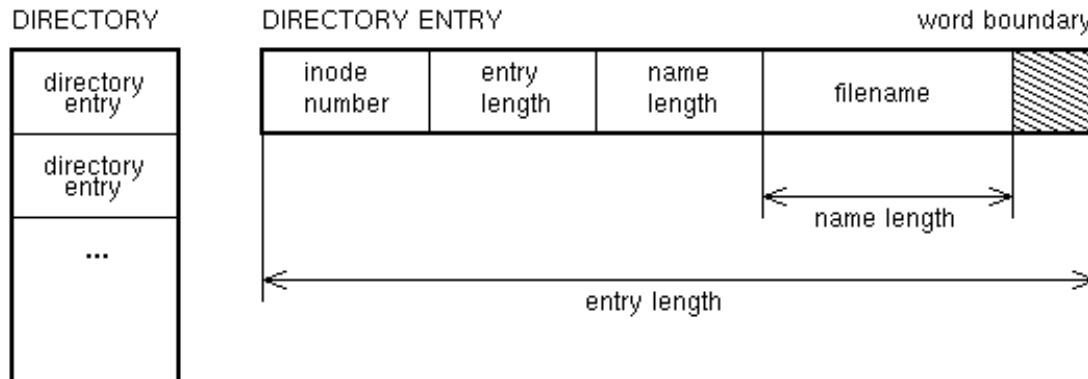 DIRECTORY
DIRECTORY ENTRY
word boundary
directory
entry
directory
entry
...
inode
number
entry
length
name
length
filename
name length
entry length